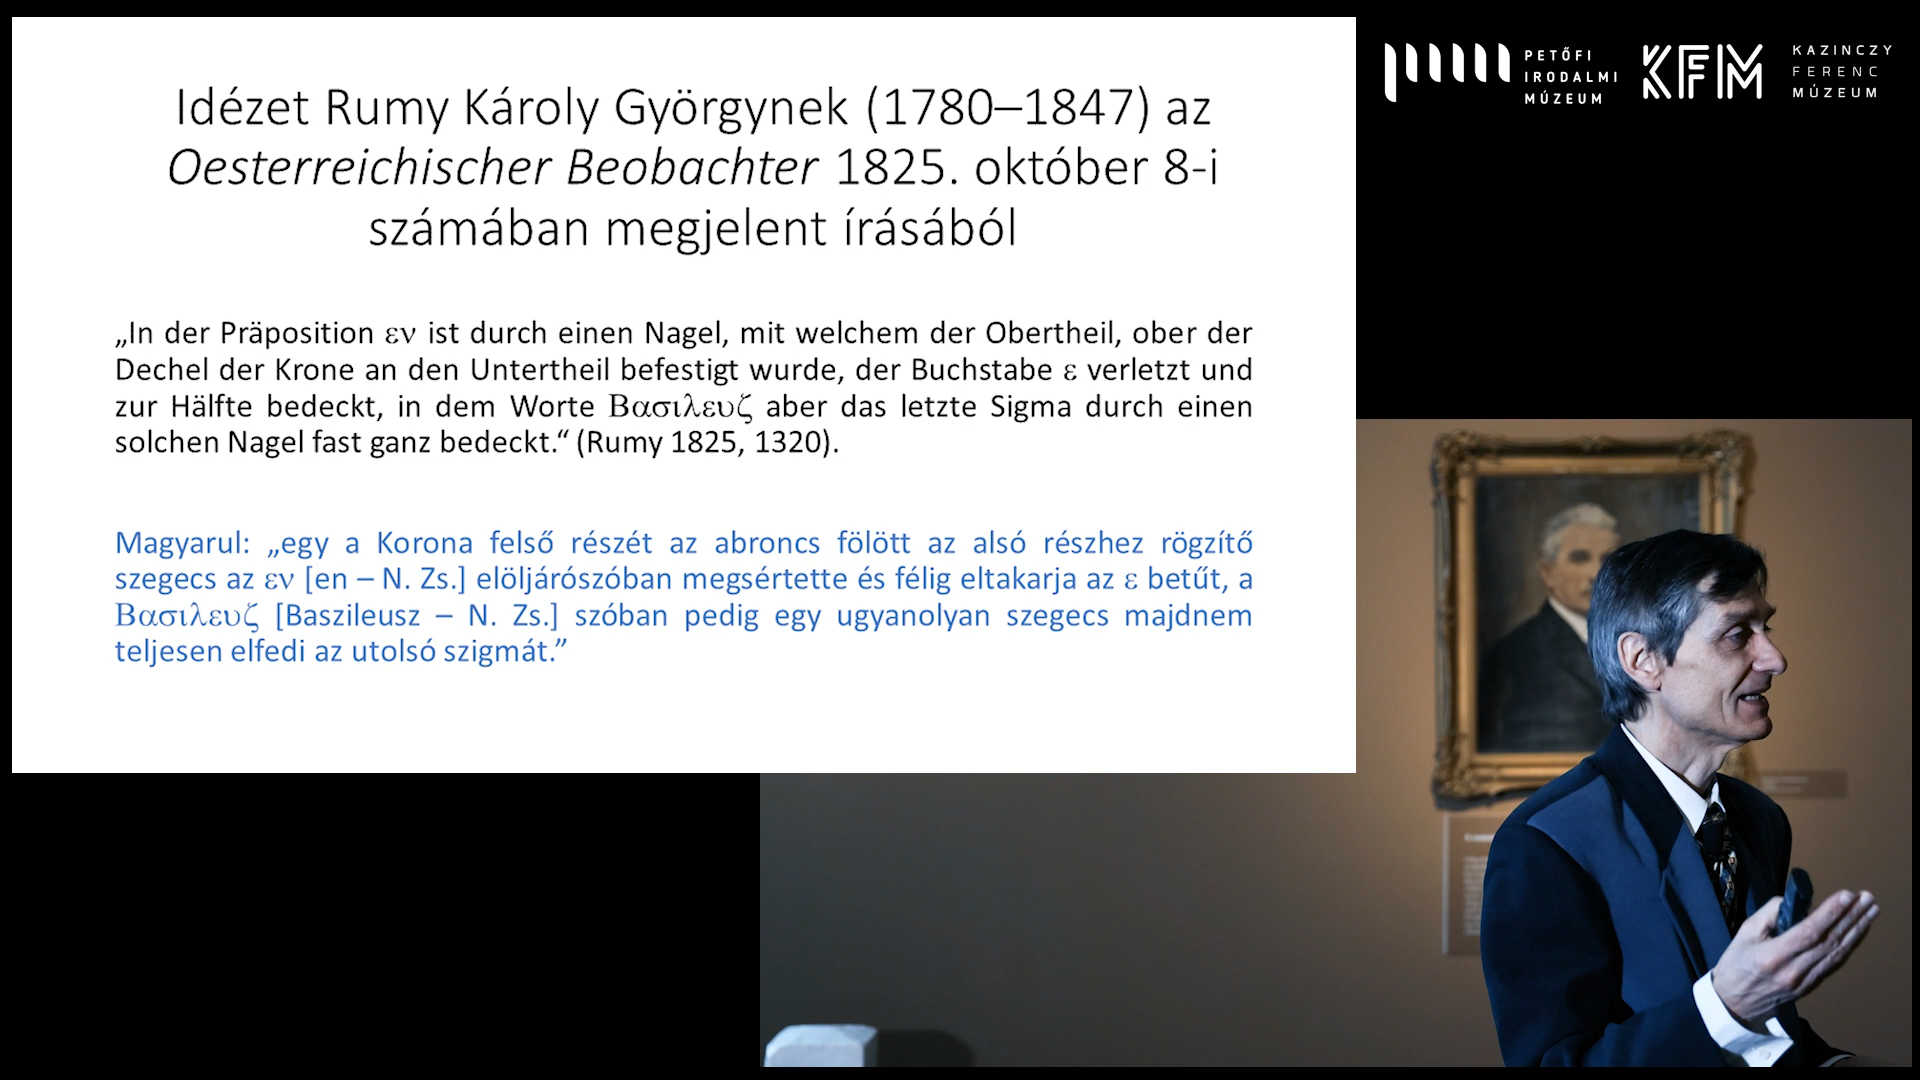 Idézet Rumy Károly Györgynek (1780–1847) az
Oesterreichischer Beobachter 1825. október 8-i
számában megjelent írásából
„In der Präposition εν ist durch einen Nagel, mit welchem der Obertheil, ober der
Dechel der Krone an den Untertheil befestigt wurde, der Buchstabe ε verletzt und
zur Hälfte bedeckt, in dem Worte Βασιλευζ aber das letzte Sigma durch einen
solchen Nagel fast ganz bedeckt.“ (Rumy 1825, 1320).
Magyarul: „egy a Korona felső részét az abroncs fölött az alsó részhez rögzítő
szegecs az εν [en – N. Zs.] elöljárószóban megsértette és félig eltakarja az ε betűt, a
Βασιλευζ [Baszileusz – N. Zs.] szóban pedig egy ugyanolyan szegecs majdnem
teljesen elfedi az utolsó szigmát.”
PETŐFI
IRODALMI
MÚZEUM
KFM
KAZINCZY
FERENC
MÚZEUM